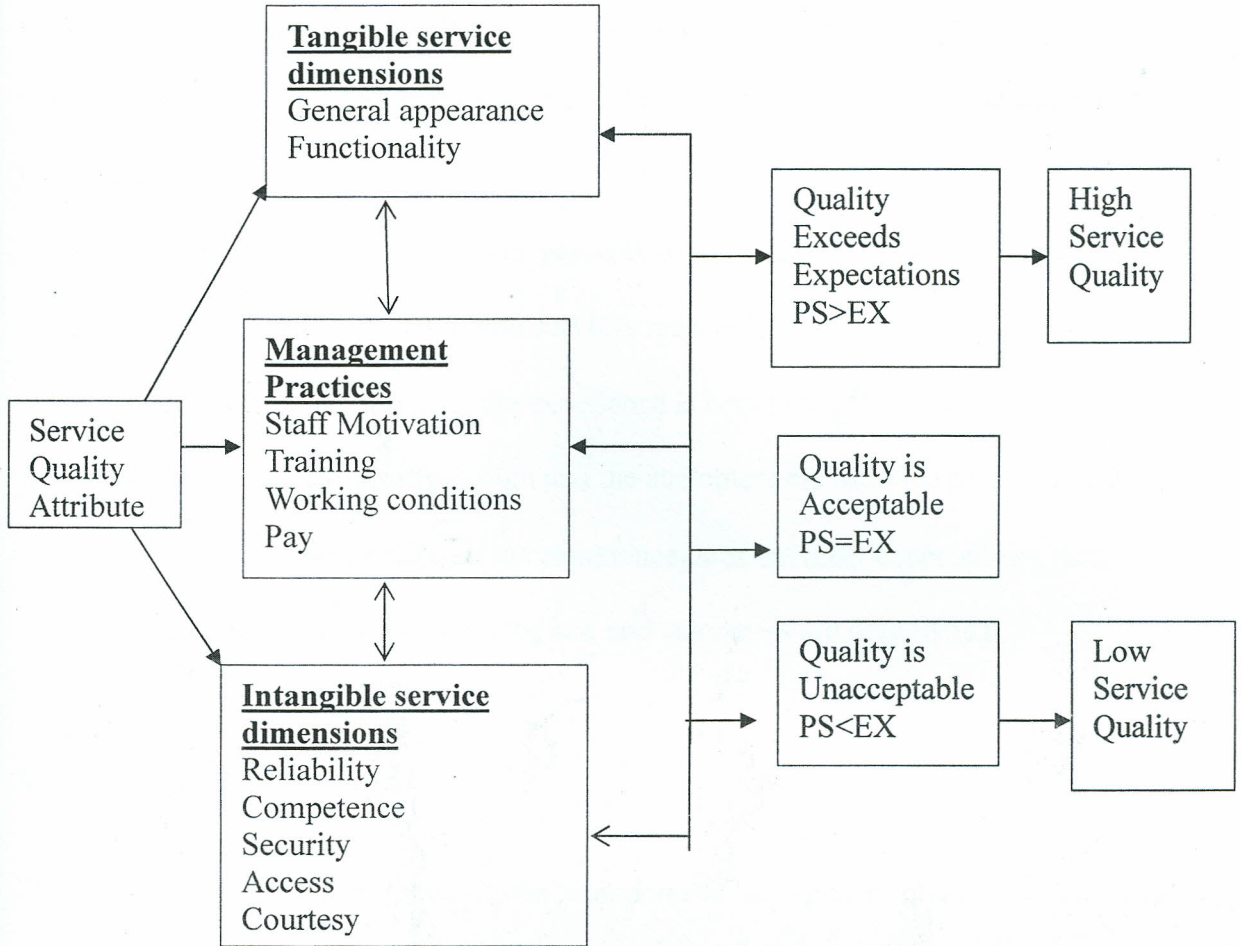 Tangible service
dimensions
General appearance
Functionality
Management
Practices
Staff Motivation
Training
Working conditions
Pay
Service
Quality
Attribute
Intangible service
dimensions
Reliability
Competence
Security
Access
Courtesy
Quality
Exceeds
Expectations
PS>EX
High
Service
Quality
Quality is
Acceptable
PS=EX
Quality is
Unacceptable
PS<EX
Low
Service
Quality